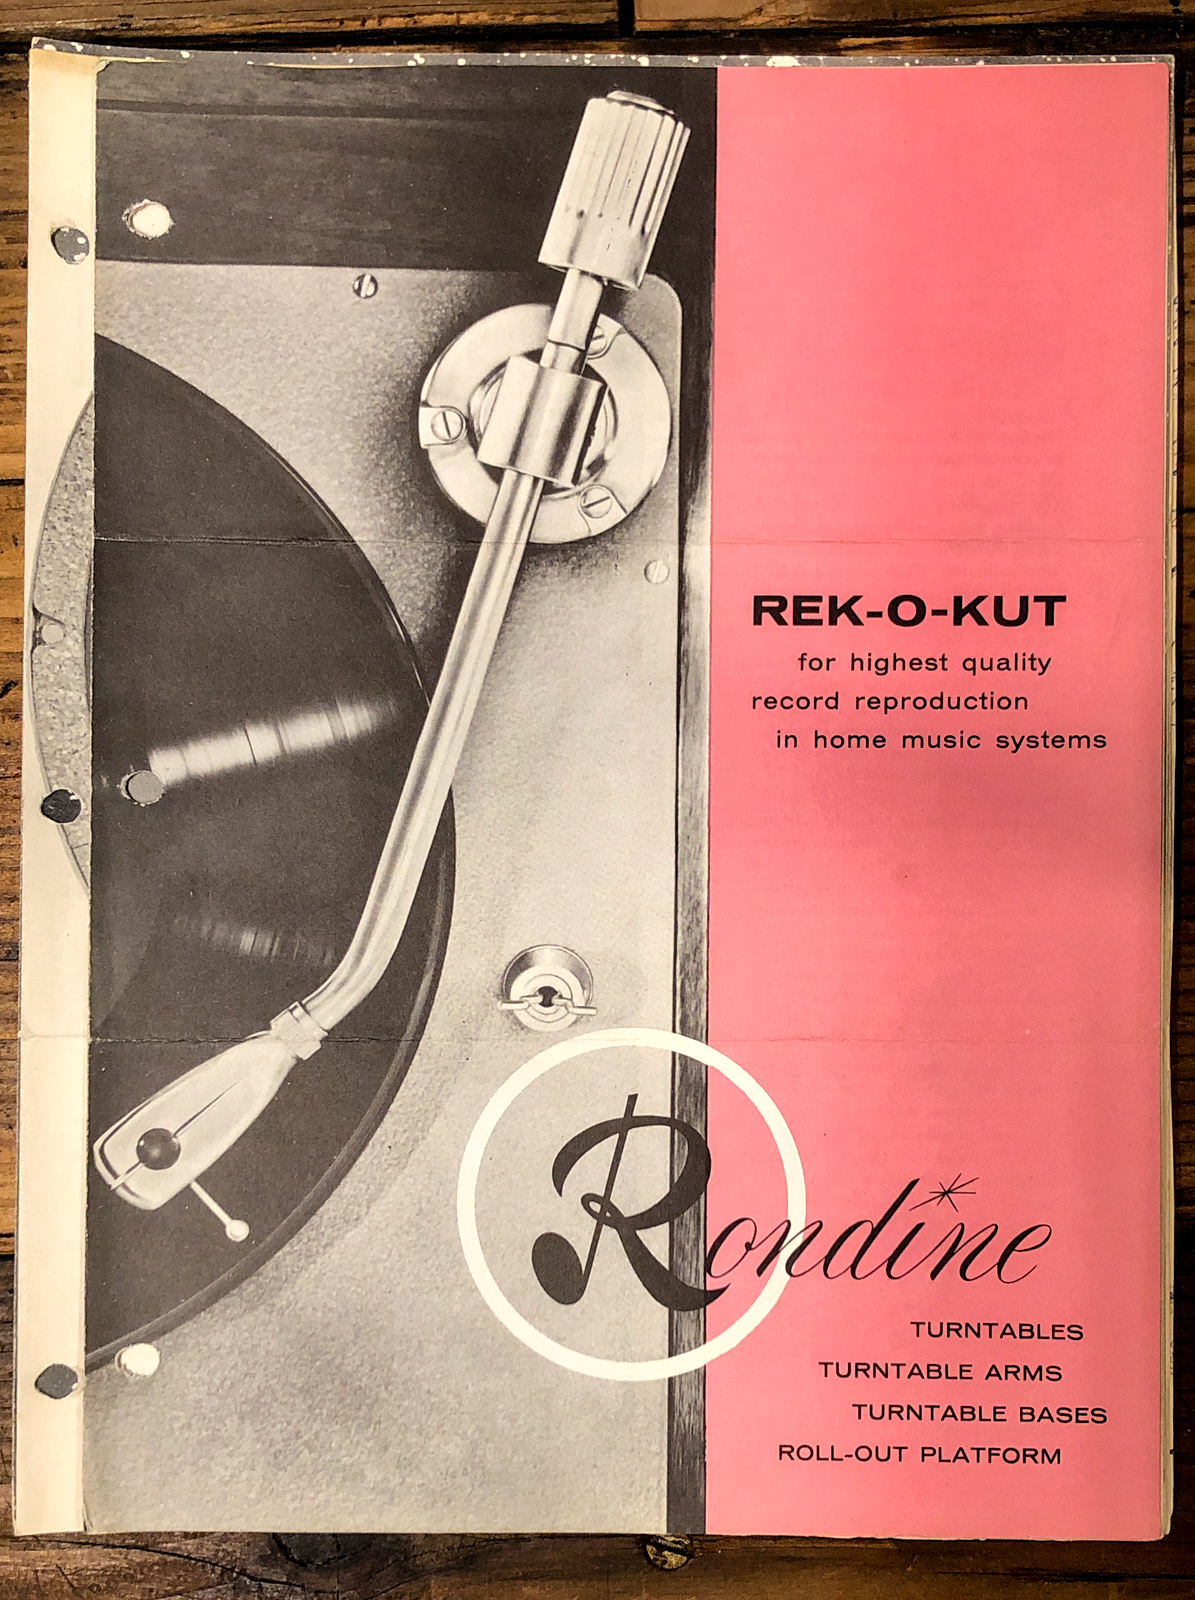 REK-O-KUT
for highest quality
record reproduction
in home music systems
Rondine
TURNTABLES
TURNTABLE ARMS
TURNTABLE BASES
ROLL-OUT PLATFORM